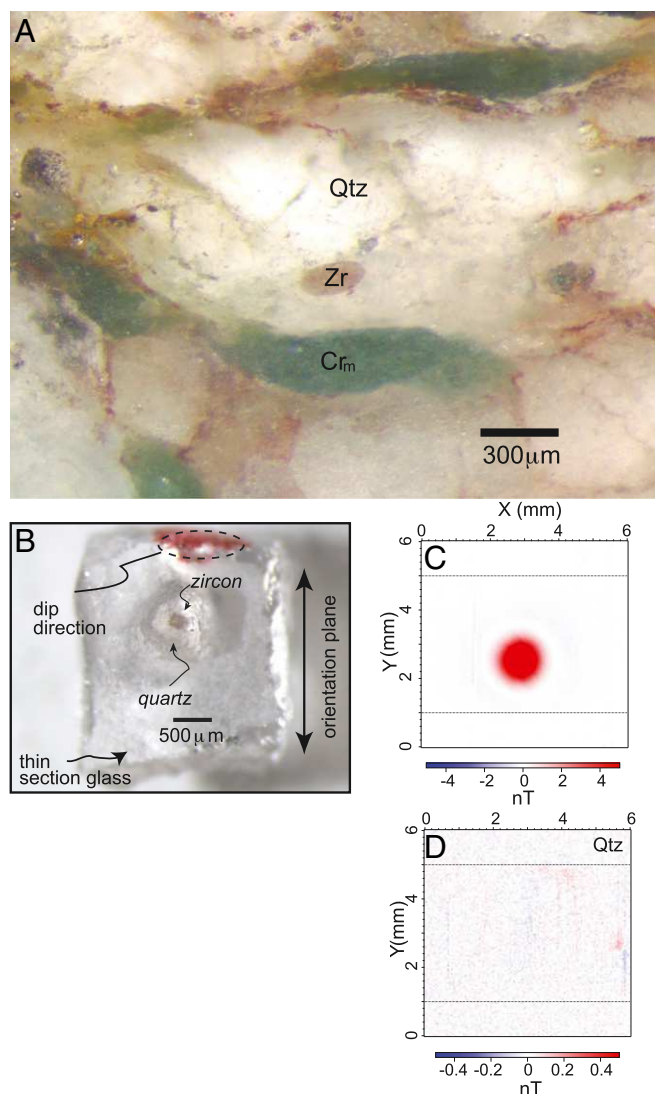 A
Qtz
Zr
Crm
300μm
B
zircon
dip
direction
quartz
500 μm
thin
section glass
orientation plane
X (mm)
0 2 4 6
C
6
4
2
0
Y (mm)
-4 -2 0 2 4
nT
0 2 4 6
D
Qtz
6
4
2
0
Y(mm)
-0.4 -0.2 0 0.2 0.4
nT